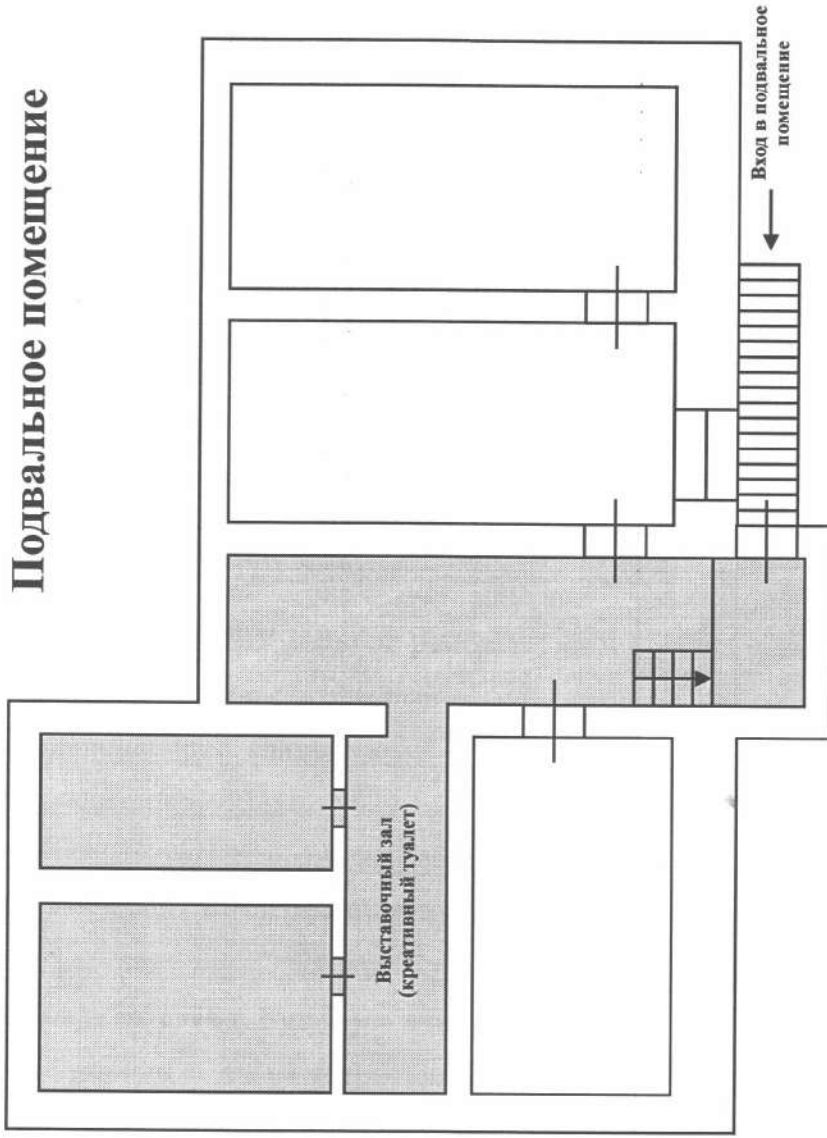 Подвальное помещение
Выставочный зал
(креативный туалет)
Вход в подвальное
помещение